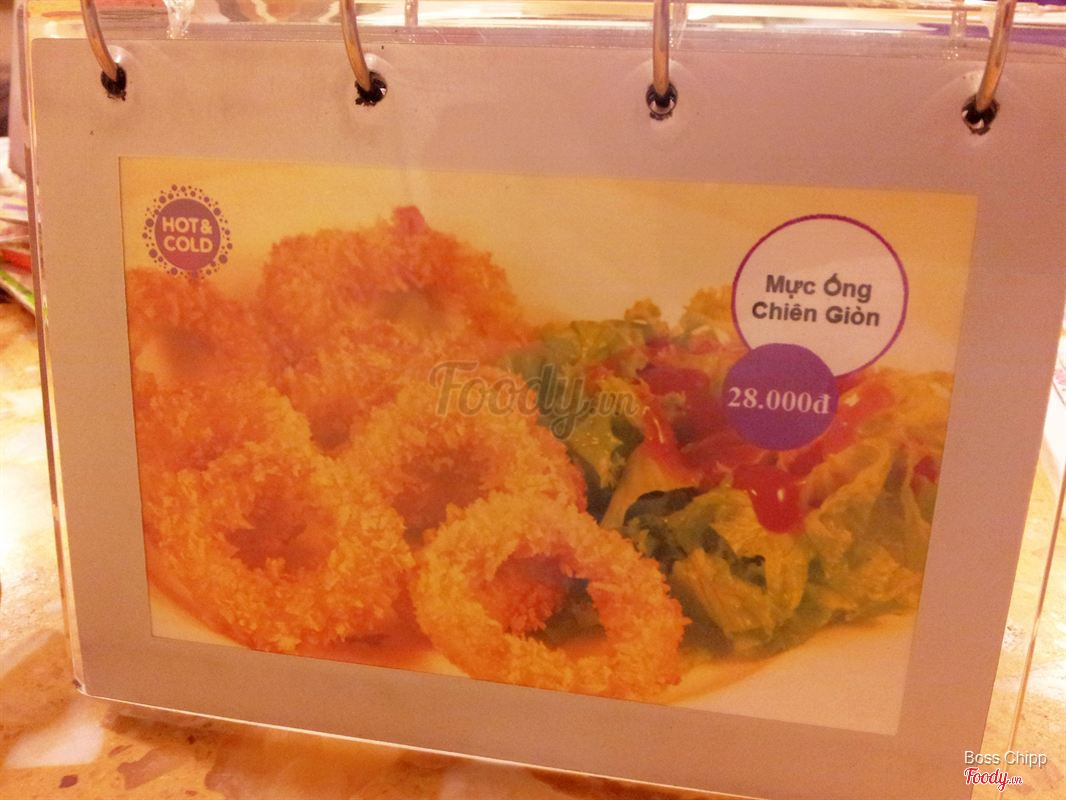 HOT&
COLD
Mực Ống
Chiên Giòn
28.000đ
Foody.vn
Boss Chipp
Foody.vn